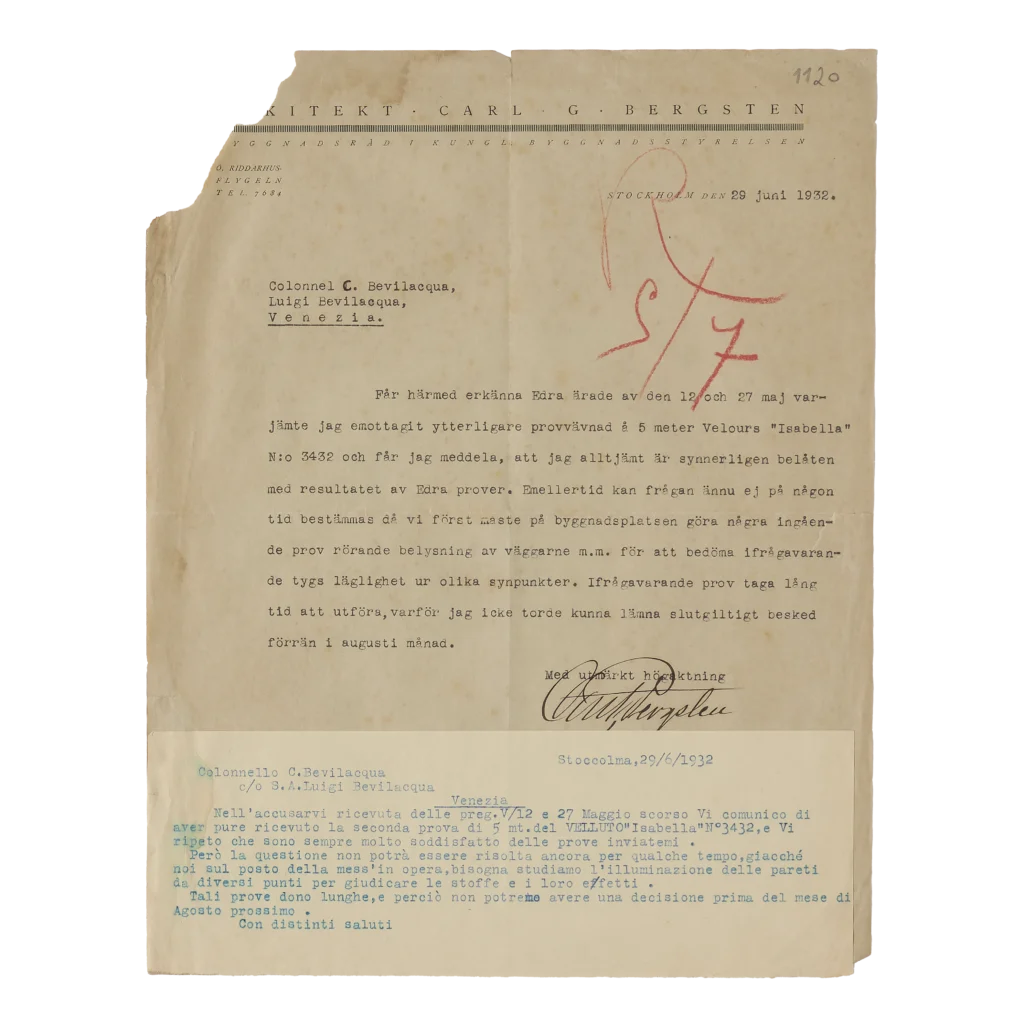 1120
KITEKT · CARL · G · BERGSTEN
YGGNADSRÅD I KUNGL. BYGGNADSSTYRELSEN
Ö. RIDDARHUS-
FLYGELN
TEL. 7684
STOCKHOLM DEN 29 juni 1932.
R
5/7
Colonnel C. Bevilacqua,
Luigi Bevilacqua,
Venezia.
Får härmed erkänna Edra ärade av den 12 och 27 maj var-
jämte jag emottagit ytterligare provvävnad å 5 meter Velours "Isabella"
N:o 3432 och får jag meddela, att jag alltjämt är synnerligen belåten
med resultatet av Edra prover. Emellertid kan frågan ännu ej på någon
tid bestämmas då vi först måste på byggnadsplatsen göra några ingåen-
de prov rörande belysning av väggarne m.m. för att bedöma ifrågavaran-
de tygs läglighet ur olika synpunkter. Ifrågavarande prov taga lång
tid att utföra,varför jag icke torde kunna lämna slutgiltigt besked
förrän i augusti månad.
Med utmärkt högaktning
Carl G. Bergsten
Stoccolma,29/6/1932
Colonnello C.Bevilacqua
c/o S.A.Luigi Bevilacqua
Venezia
Nell'accusarvi ricevuta delle preg.V/12 e 27 Maggio scorso Vi comunico di
aver pure ricevuto la seconda prova di 5 mt.del VELLUTO"Isabella"N°3432,e Vi
ripeto che sono sempre molto soddisfatto delle prove inviatemi .
Però la questione non potrà essere risolta ancora per qualche tempo,giacché
noi sul posto della mess'in opera,bisogna studiamo l'illuminazione delle pareti
da diversi punti per giudicare le stoffe e i loro effetti .
Tali prove dono lunghe,e perciò non potremo avere una decisione prima del mese di
Agosto prossimo .
Con distinti saluti